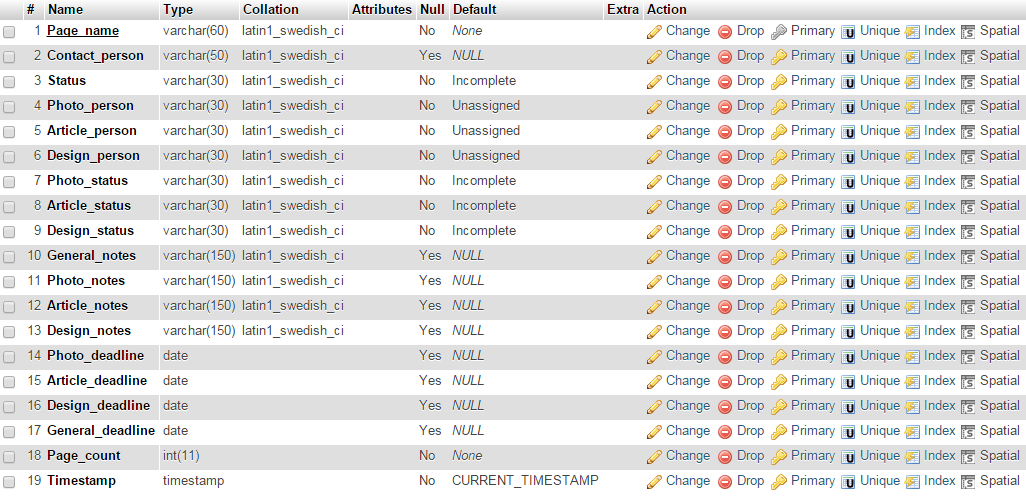 # Name Type Collation Attributes Null Default Extra Action
1 Page_name varchar(60) latin1_swedish_ci No None Change Drop Primary Unique Index Spatial
2 Contact_person varchar(50) latin1_swedish_ci Yes NULL Change Drop Primary Unique Index Spatial
3 Status varchar(30) latin1_swedish_ci No Incomplete Change Drop Primary Unique Index Spatial
4 Photo_person varchar(30) latin1_swedish_ci No Unassigned Change Drop Primary Unique Index Spatial
5 Article_person varchar(30) latin1_swedish_ci No Unassigned Change Drop Primary Unique Index Spatial
6 Design_person varchar(30) latin1_swedish_ci No Unassigned Change Drop Primary Unique Index Spatial
7 Photo_status varchar(30) latin1_swedish_ci No Incomplete Change Drop Primary Unique Index Spatial
8 Article_status varchar(30) latin1_swedish_ci No Incomplete Change Drop Primary Unique Index Spatial
9 Design_status varchar(30) latin1_swedish_ci No Incomplete Change Drop Primary Unique Index Spatial
10 General_notes varchar(150) latin1_swedish_ci Yes NULL Change Drop Primary Unique Index Spatial
11 Photo_notes varchar(150) latin1_swedish_ci Yes NULL Change Drop Primary Unique Index Spatial
12 Article_notes varchar(150) latin1_swedish_ci Yes NULL Change Drop Primary Unique Index Spatial
13 Design_notes varchar(150) latin1_swedish_ci Yes NULL Change Drop Primary Unique Index Spatial
14 Photo_deadline date Yes NULL Change Drop Primary Unique Index Spatial
15 Article_deadline date Yes NULL Change Drop Primary Unique Index Spatial
16 Design_deadline date Yes NULL Change Drop Primary Unique Index Spatial
17 General_deadline date Yes NULL Change Drop Primary Unique Index Spatial
18 Page_count int(11) No None Change Drop Primary Unique Index Spatial
19 Timestamp timestamp No CURRENT_TIMESTAMP Change Drop Primary Unique Index Spatial